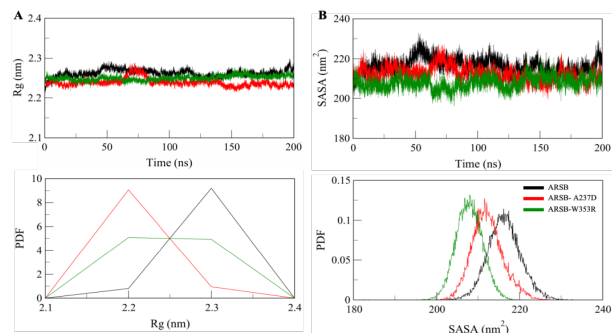 A
Rg (nm)
2.3
2.2
2.1
0
50
100
150
200
Time (ns)
B
SASA (nm²)
240
220
200
180
0
50
100
150
200
Time (ns)
PDF
10
8
6
4
2
0
2.1
2.2
2.3
2.4
Rg (nm)
PDF
0.15
0.1
0.05
0
180
200
220
240
SASA (nm²)
ARSB
ARSB- A237D
ARSB-W353R